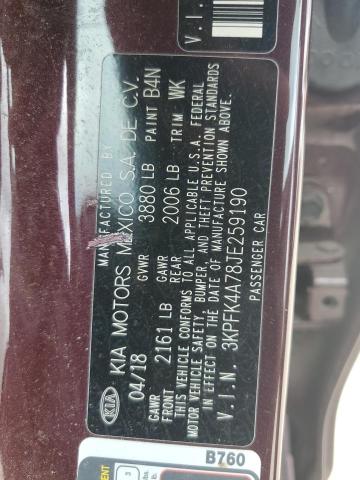 MANUFACTURED BY
KIA KIA MOTORS MEXICO S.A. DE C.V.
04/18 GVWR 3880 LB PAINT B4N
GAWR FRONT 2161 LB GAWR REAR 2006 LB TRIM WK
THIS VEHICLE CONFORMS TO ALL APPLICABLE U.S.A. FEDERAL
MOTOR VEHICLE SAFETY, BUMPER, AND THEFT PREVENTION STANDARDS
IN EFFECT ON THE DATE OF MANUFACTURE SHOWN ABOVE.
V.I.N. 3KPFK4A78JE259190
PASSENGER CAR
V.I.
B760